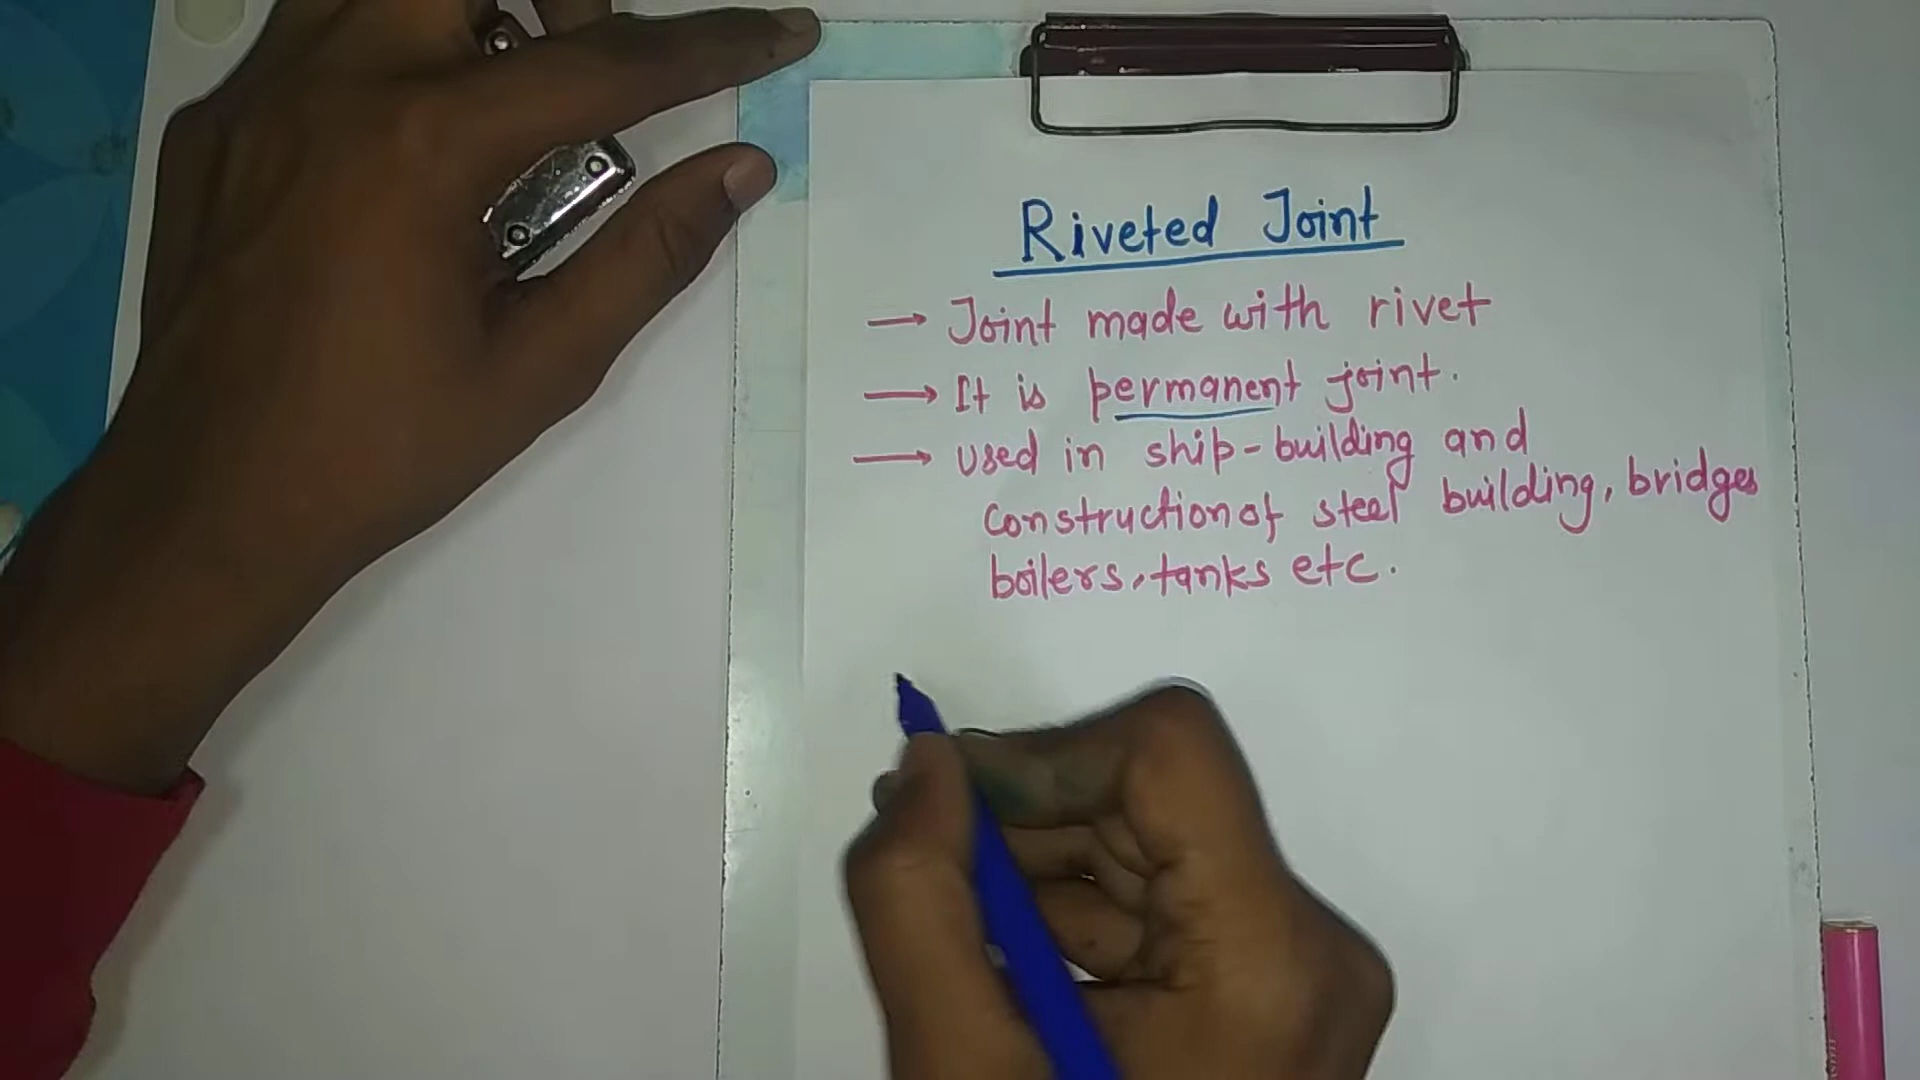 Riveted Joint
→ Joint made with rivet
→ It is permanent joint.
→ used in ship-building and
construction of steel building, bridges
boilers, tanks etc.